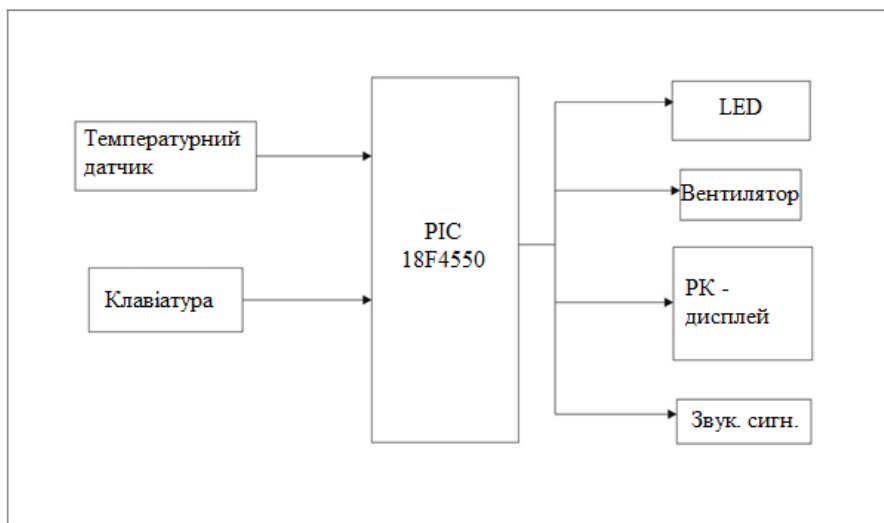 Температурний
датчик
Клавіатура
PIC
18F4550
LED
Вентилятор
РК -
дисплей
Звук. сигн.